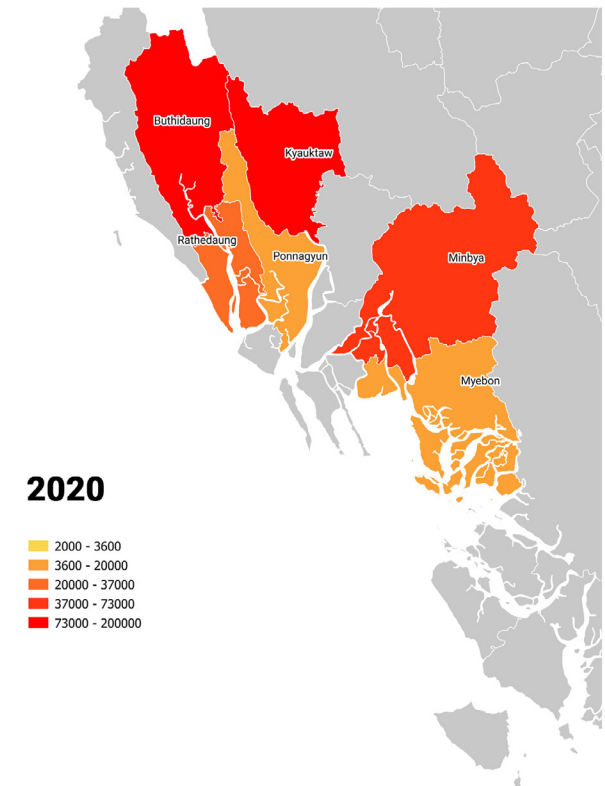 Buthidaung
Kyauktaw
Rathedaung
Ponnagyun
Minbya
Myebon
2020
2000 - 3600
3600 - 20000
20000 - 37000
37000 - 73000
73000 - 200000